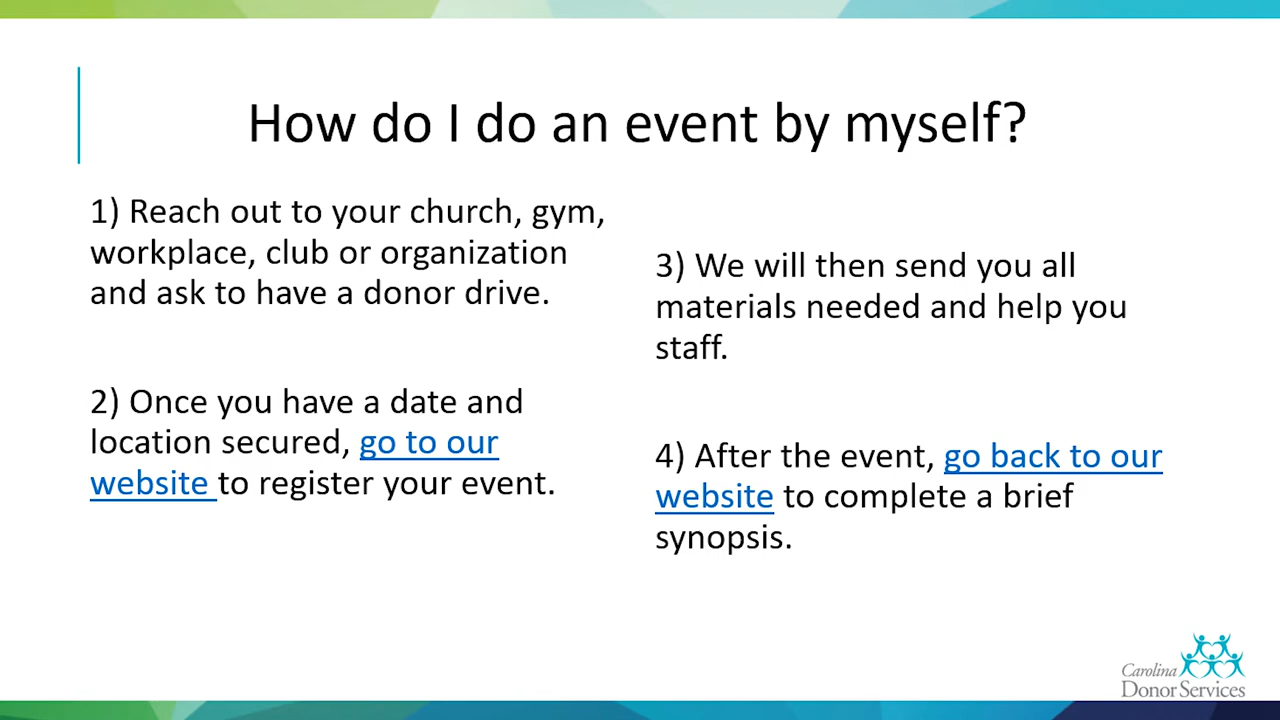 How do I do an event by myself?
1) Reach out to your church, gym,
workplace, club or organization
and ask to have a donor drive.
2) Once you have a date and
location secured, go to our
website to register your event.
3) We will then send you all
materials needed and help you
staff.
4) After the event, go back to our
website to complete a brief
synopsis.
Carolina
Donor Services